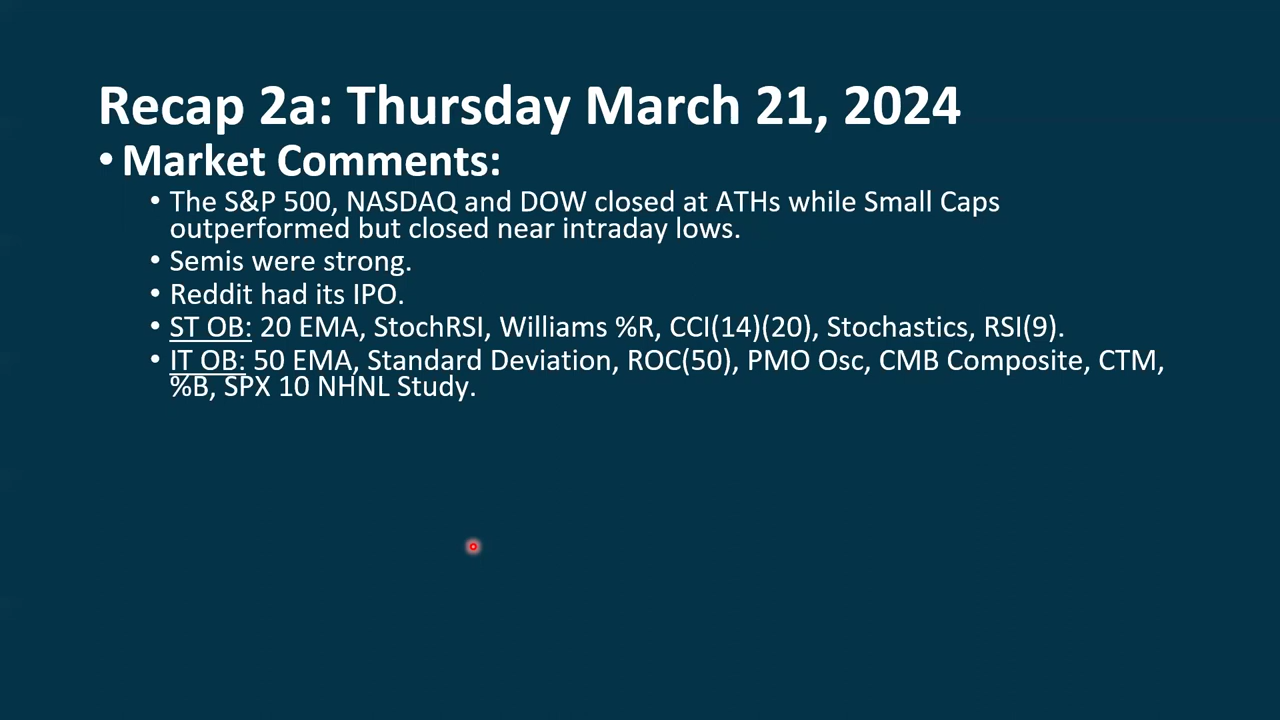 Recap 2a: Thursday March 21, 2024
• Market Comments:
• The S&P 500, NASDAQ and DOW closed at ATHs while Small Caps
outperformed but closed near intraday lows.
• Semis were strong.
• Reddit had its IPO.
• ST OB: 20 EMA, StochRSI, Williams %R, CCI(14)(20), Stochastics, RSI(9).
• IT OB: 50 EMA, Standard Deviation, ROC(50), PMO Osc, CMB Composite, CTM,
%B, SPX 10 NHNL Study.